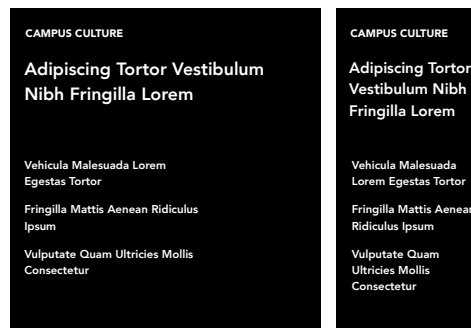 CAMPUS CULTURE
Adipiscing Tortor Vestibulum
Nibh Fringilla Lorem
Vehicula Malesuada Lorem
Egestas Tortor
Fringilla Mattis Aenean Ridiculus
Ipsum
Vulputate Quam Ultricies Mollis
Consectetur
CAMPUS CULTURE
Adipiscing Tortor
Vestibulum Nibh
Fringilla Lorem
Vehicula Malesuada
Lorem Egestas Tortor
Fringilla Mattis Aenean
Ridiculus Ipsum
Vulputate Quam
Ultricies Mollis
Consectetur